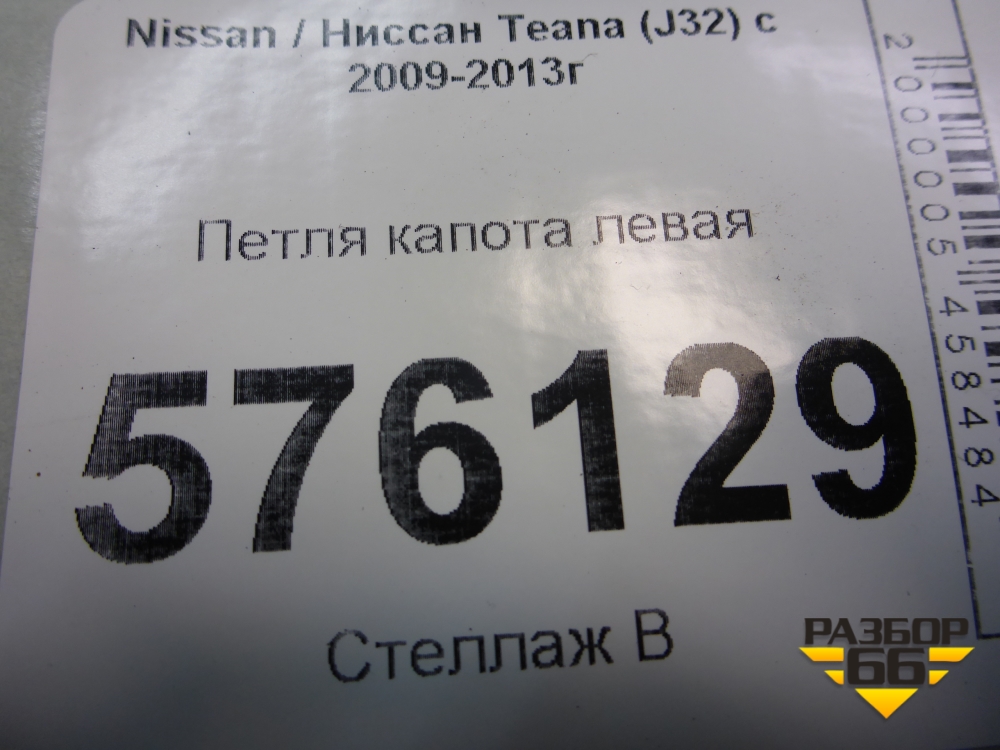 Nissan / Ниссан Teana (J32) с
2009-2013г
Петля капота левая
576129
Стеллаж В
2000005458484
РАЗБОР
66